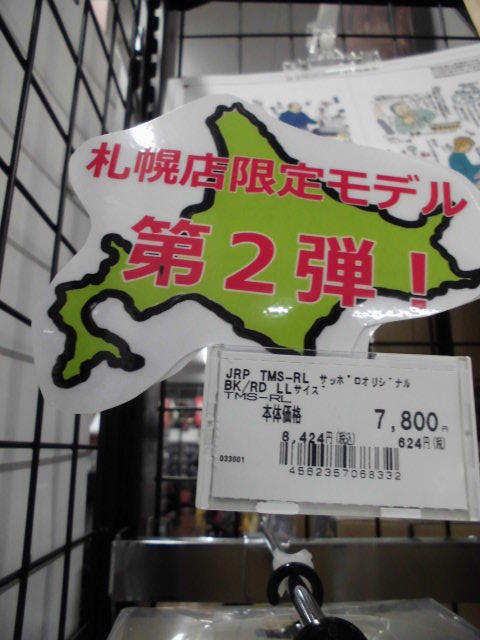 札幌店限定モデル
第2弾！
JRP TMS-RL サッポロオリジナル
BK/RD LLサイズ
TMS-RL
本体価格 7,800円
8,424円(税込) 624円(税)
033001
4562357068332